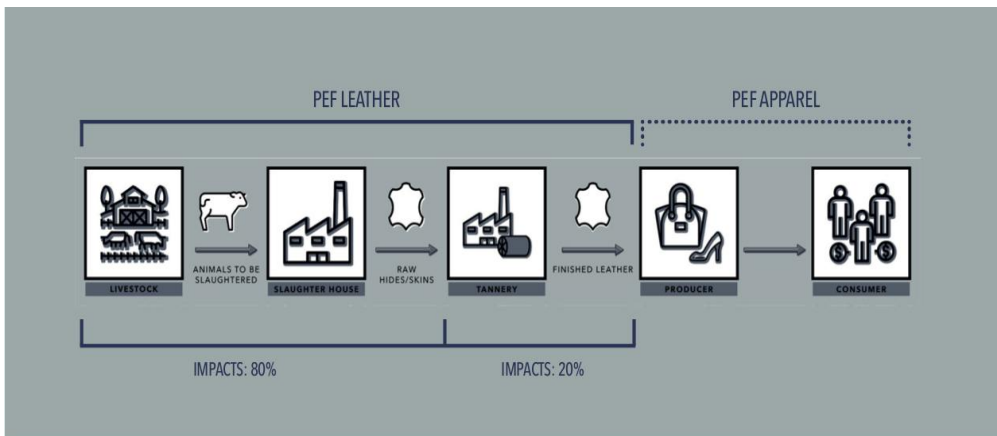 PEF LEATHER
PEF APPAREL
ANIMALS TO BE
SLAUGHTERED
RAW
HIDES/SKINS
FINISHED LEATHER
LIVESTOCK
SLAUGHTER HOUSE
TANNERY
PRODUCER
CONSUMER
IMPACTS: 80%
IMPACTS: 20%